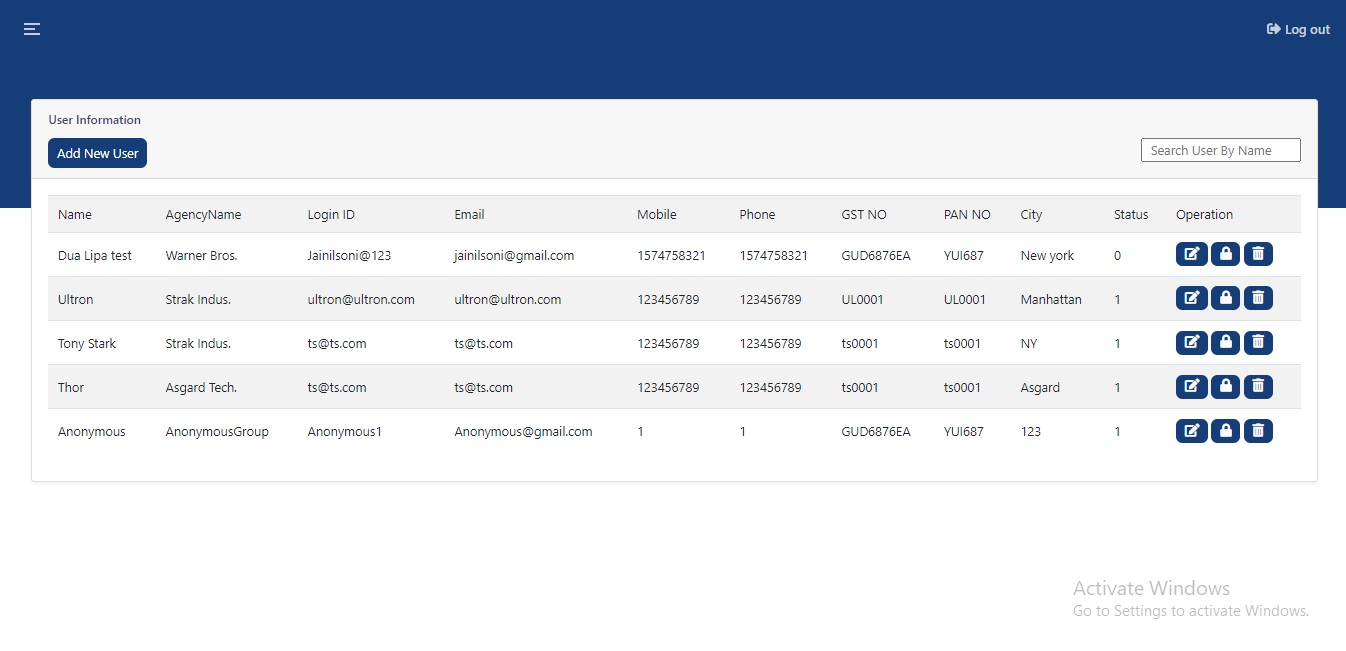 Log out
User Information
Add New User
Search User By Name
Name AgencyName Login ID Email Mobile Phone GST NO PAN NO City Status Operation
Dua Lipa test Warner Bros. Jainilsoni@123 jainilsoni@gmail.com 1574758321 1574758321 GUD6876EA YUI687 New york 0
Ultron Strak Indus. ultron@ultron.com ultron@ultron.com 123456789 123456789 UL0001 UL0001 Manhattan 1
Tony Stark Strak Indus. ts@ts.com ts@ts.com 123456789 123456789 ts0001 ts0001 NY 1
Thor Asgard Tech. ts@ts.com ts@ts.com 123456789 123456789 ts0001 ts0001 Asgard 1
Anonymous AnonymousGroup Anonymous1 Anonymous@gmail.com 1 1 GUD6876EA YUI687 123 1
Activate Windows
Go to Settings to activate Windows.